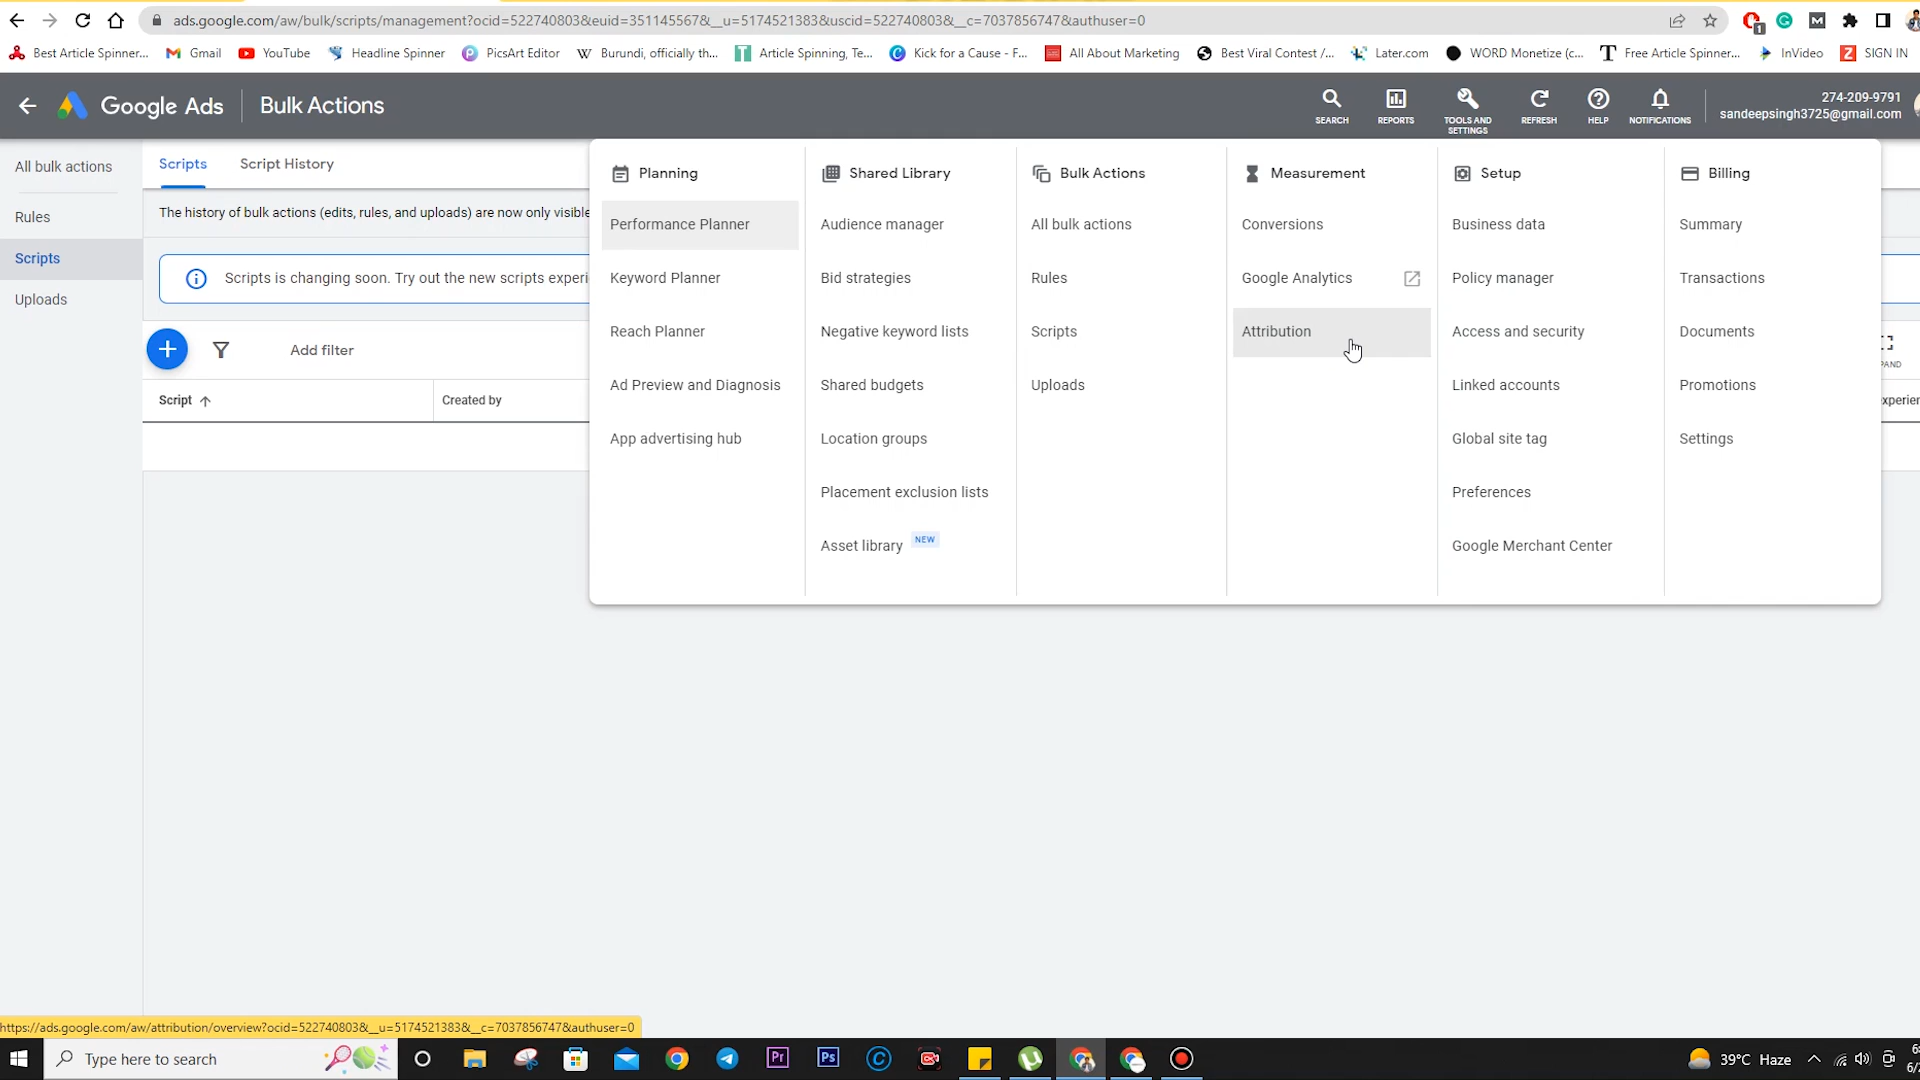 ads.google.com/aw/bulk/scripts/management?ocid=522740803&euid=351145567&__u=5174521383&uscid=522740803&__c=7037856747&authuser=0
1
Best Article Spinner...
Gmail
YouTube
Headline Spinner
PicsArt Editor
Burundi, officially th...
Article Spinning, Te...
Kick for a Cause - F...
All About Marketing
Best Viral Contest /...
Later.com
WORD Monetize (c...
Free Article Spinner...
InVideo
SIGN IN
Google Ads
Bulk Actions
SEARCH
REPORTS
TOOLS AND SETTINGS
REFRESH
HELP
NOTIFICATIONS
274-209-9791
sandeepsingh3725@gmail.com
All bulk actions
Rules
Scripts
Uploads
Scripts
Script History
The history of bulk actions (edits, rules, and uploads) are now only visible
Scripts is changing soon. Try out the new scripts experi
Add filter
Script
Created by
Planning
Performance Planner
Keyword Planner
Reach Planner
Ad Preview and Diagnosis
App advertising hub
Shared Library
Audience manager
Bid strategies
Negative keyword lists
Shared budgets
Location groups
Placement exclusion lists
Asset library NEW
Bulk Actions
All bulk actions
Rules
Scripts
Uploads
Measurement
Conversions
Google Analytics
Attribution
Setup
Business data
Policy manager
Access and security
Linked accounts
Global site tag
Preferences
Google Merchant Center
Billing
Summary
Transactions
Documents
Promotions
Settings
PAND
experien
https://ads.google.com/aw/attribution/overview?ocid=522740803&__u=5174521383&__c=7037856747&authuser=0
Type here to search
Pr
Ps
39°C Haze